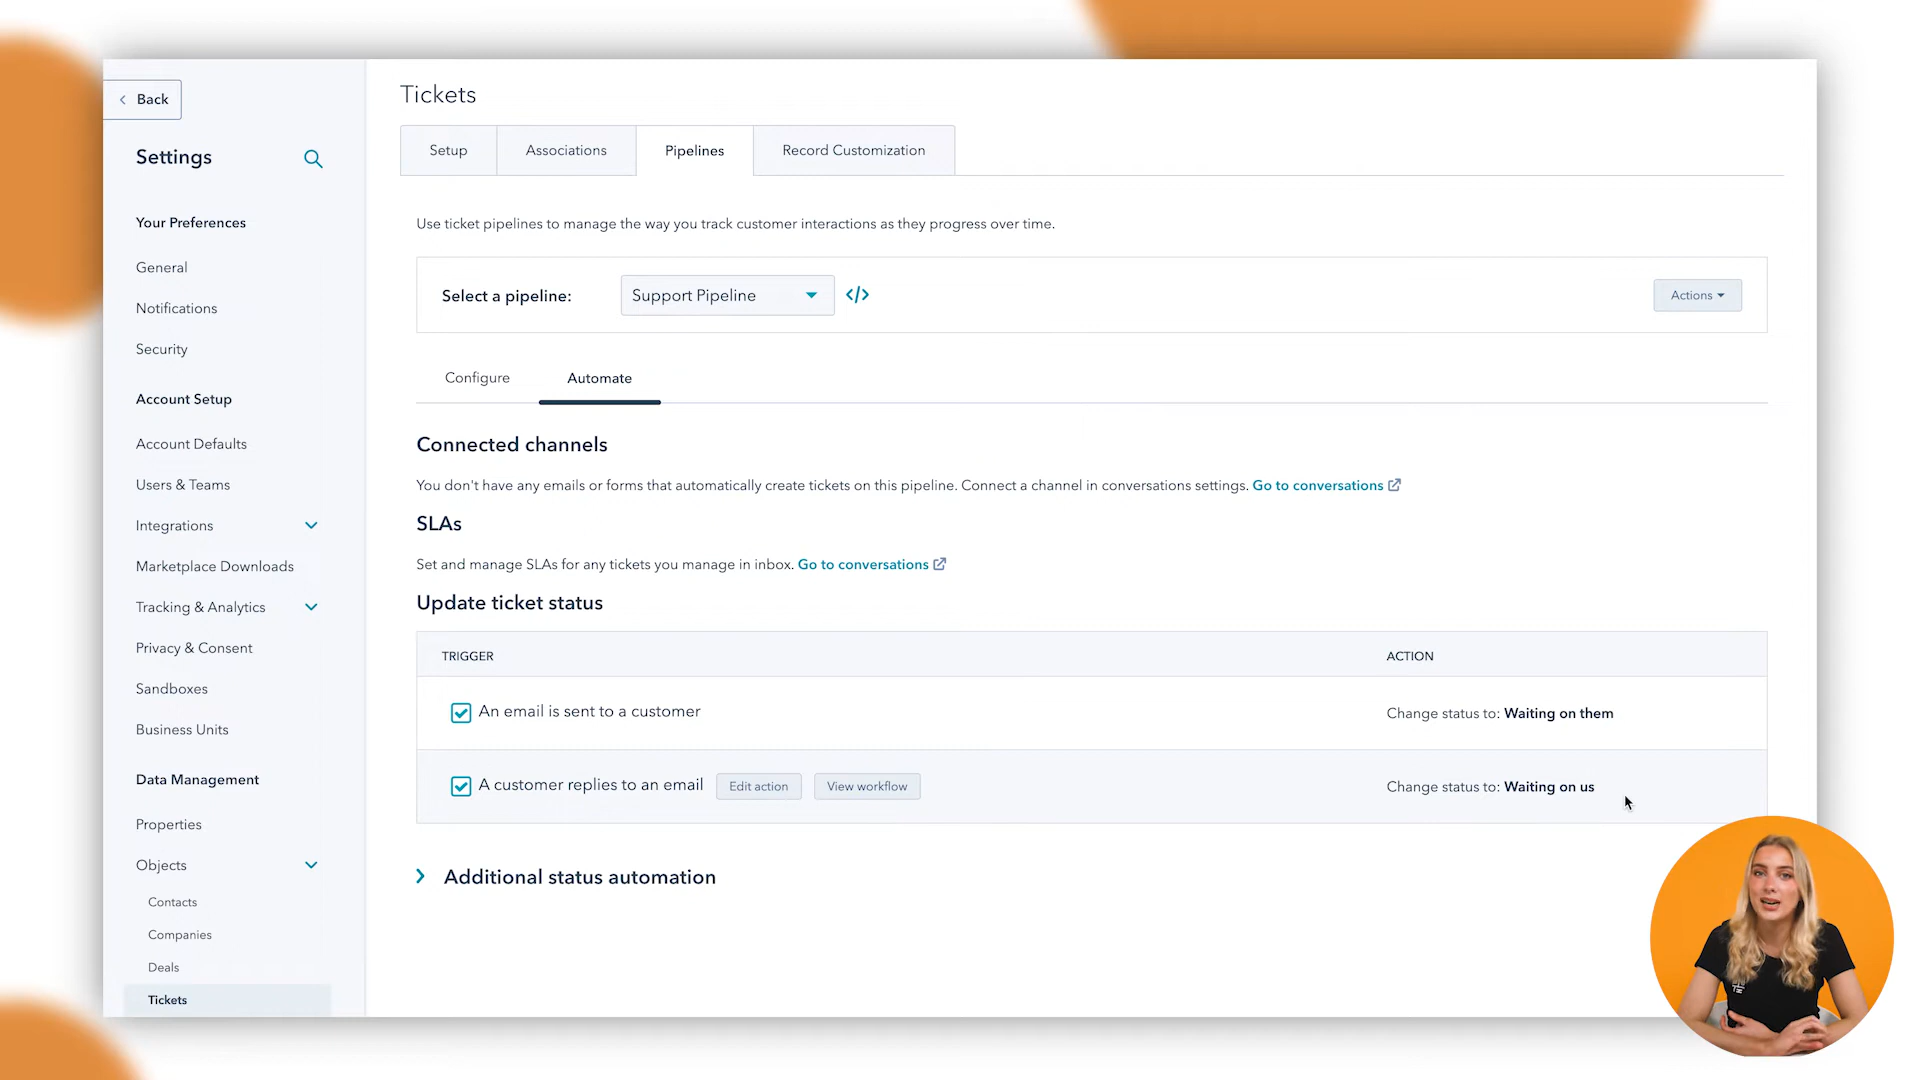 Back
Settings
Your Preferences
General
Notifications
Security
Account Setup
Account Defaults
Users & Teams
Integrations
Marketplace Downloads
Tracking & Analytics
Privacy & Consent
Sandboxes
Business Units
Data Management
Properties
Objects
Contacts
Companies
Deals
Tickets
Tickets
Setup
Associations
Pipelines
Record Customization
Use ticket pipelines to manage the way you track customer interactions as they progress over time.
Select a pipeline:
Support Pipeline
</>
Actions
Configure
Automate
Connected channels
You don't have any emails or forms that automatically create tickets on this pipeline. Connect a channel in conversations settings. Go to conversations
SLAs
Set and manage SLAs for any tickets you manage in inbox. Go to conversations
Update ticket status
TRIGGER
ACTION
An email is sent to a customer
Change status to: Waiting on them
A customer replies to an email
Edit action
View workflow
Change status to: Waiting on us
Additional status automation